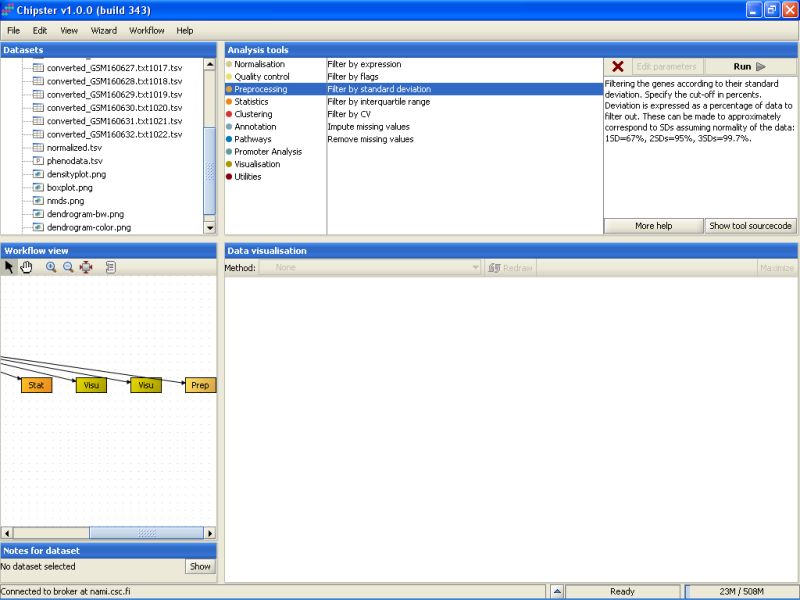 Chipster v1.0.0 (build 343)
File Edit View Wizard Workflow Help
Datasets
converted_GSM160627.txt1017.tsv
converted_GSM160628.txt1018.tsv
converted_GSM160629.txt1019.tsv
converted_GSM160630.txt1020.tsv
converted_GSM160631.txt1021.tsv
converted_GSM160632.txt1022.tsv
normalized.tsv
phenodata.tsv
densityplot.png
boxplot.png
nmds.png
dendrogram-bw.png
dendrogram-color.png
Analysis tools
Normalisation
Quality control
Preprocessing
Statistics
Clustering
Annotation
Pathways
Promoter Analysis
Visualisation
Utilities
Filter by expression
Filter by flags
Filter by standard deviation
Filter by interquartile range
Filter by CV
Impute missing values
Remove missing values
Edit parameters Run
Filtering the genes according to their standard
deviation. Specify the cut-off in percents.
Deviation is expressed as a percentage of data to
filter out. These can be made to approximately
correspond to SDs assuming normality of the data:
1SD=67%, 2SDs=95%, 3SDs=99.7%.
More help Show tool sourcecode
Workflow view
Stat Visu Visu Prep
Notes for dataset
No dataset selected Show
Data visualisation
Method: None Redraw Maximize
Connected to broker at nami.csc.fi Ready 23M / 508M